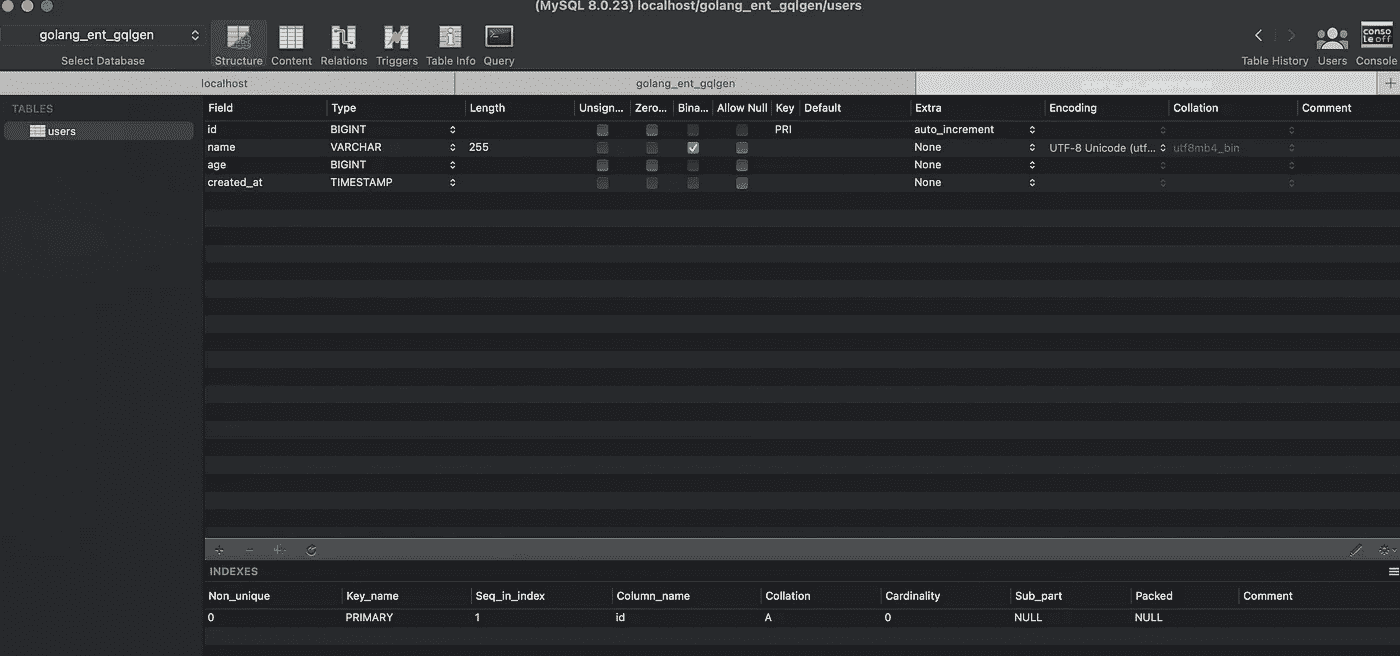 (MySQL 8.0.23) localhost/golang_ent_gqlgen/users
golang_ent_gqlgen
Select Database
Structure Content Relations Triggers Table Info Query
Table History Users Console
console off
localhost golang_ent_gqlgen
TABLES
users
Field Type Length Unsign... Zero... Bina... Allow Null Key Default Extra Encoding Collation Comment
id BIGINT PRI auto_increment
name VARCHAR 255 None UTF-8 Unicode (utf... utf8mb4_bin
age BIGINT None
created_at TIMESTAMP None
INDEXES
Non_unique Key_name Seq_in_index Column_name Collation Cardinality Sub_part Packed Comment
0 PRIMARY 1 id A 0 NULL NULL